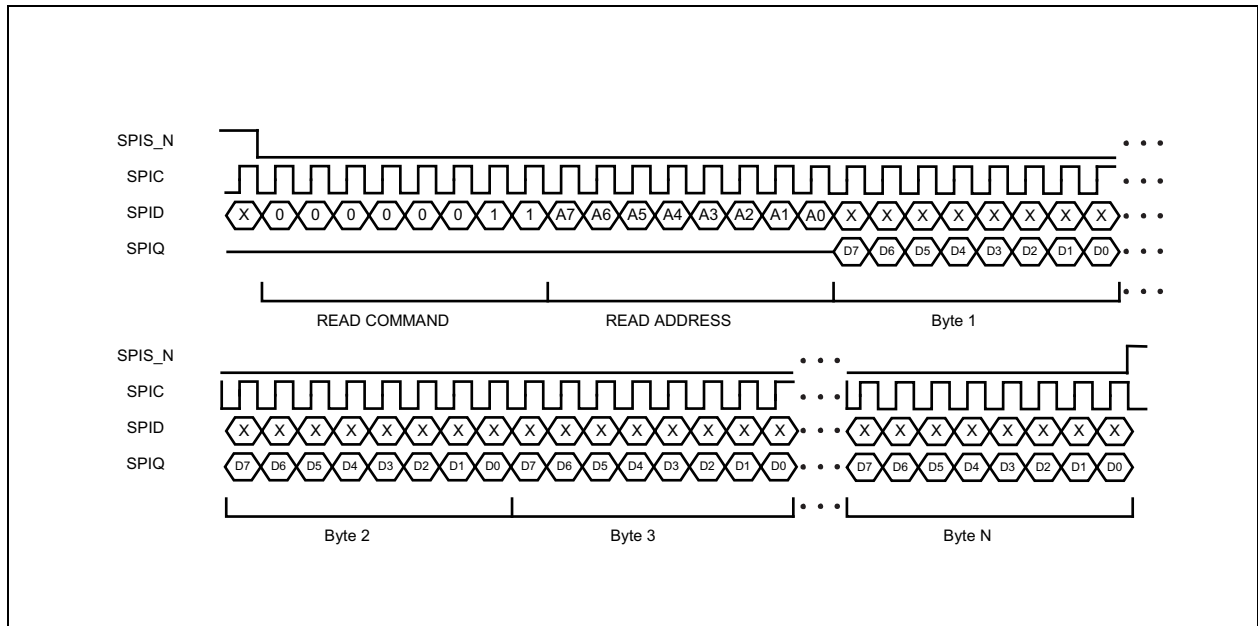 SPIS_N
SPIC
SPID X 0 0 0 0 0 0 1 1 A7 A6 A5 A4 A3 A2 A1 A0 X X X X X X X X
SPIQ D7 D6 D5 D4 D3 D2 D1 D0
READ COMMAND READ ADDRESS Byte 1
SPIS_N
SPIC
SPID X X X X X X X X X X X X X X X X X X X X X X X X
SPIQ D7 D6 D5 D4 D3 D2 D1 D0 D7 D6 D5 D4 D3 D2 D1 D0 D7 D6 D5 D4 D3 D2 D1 D0
Byte 2 Byte 3 Byte N